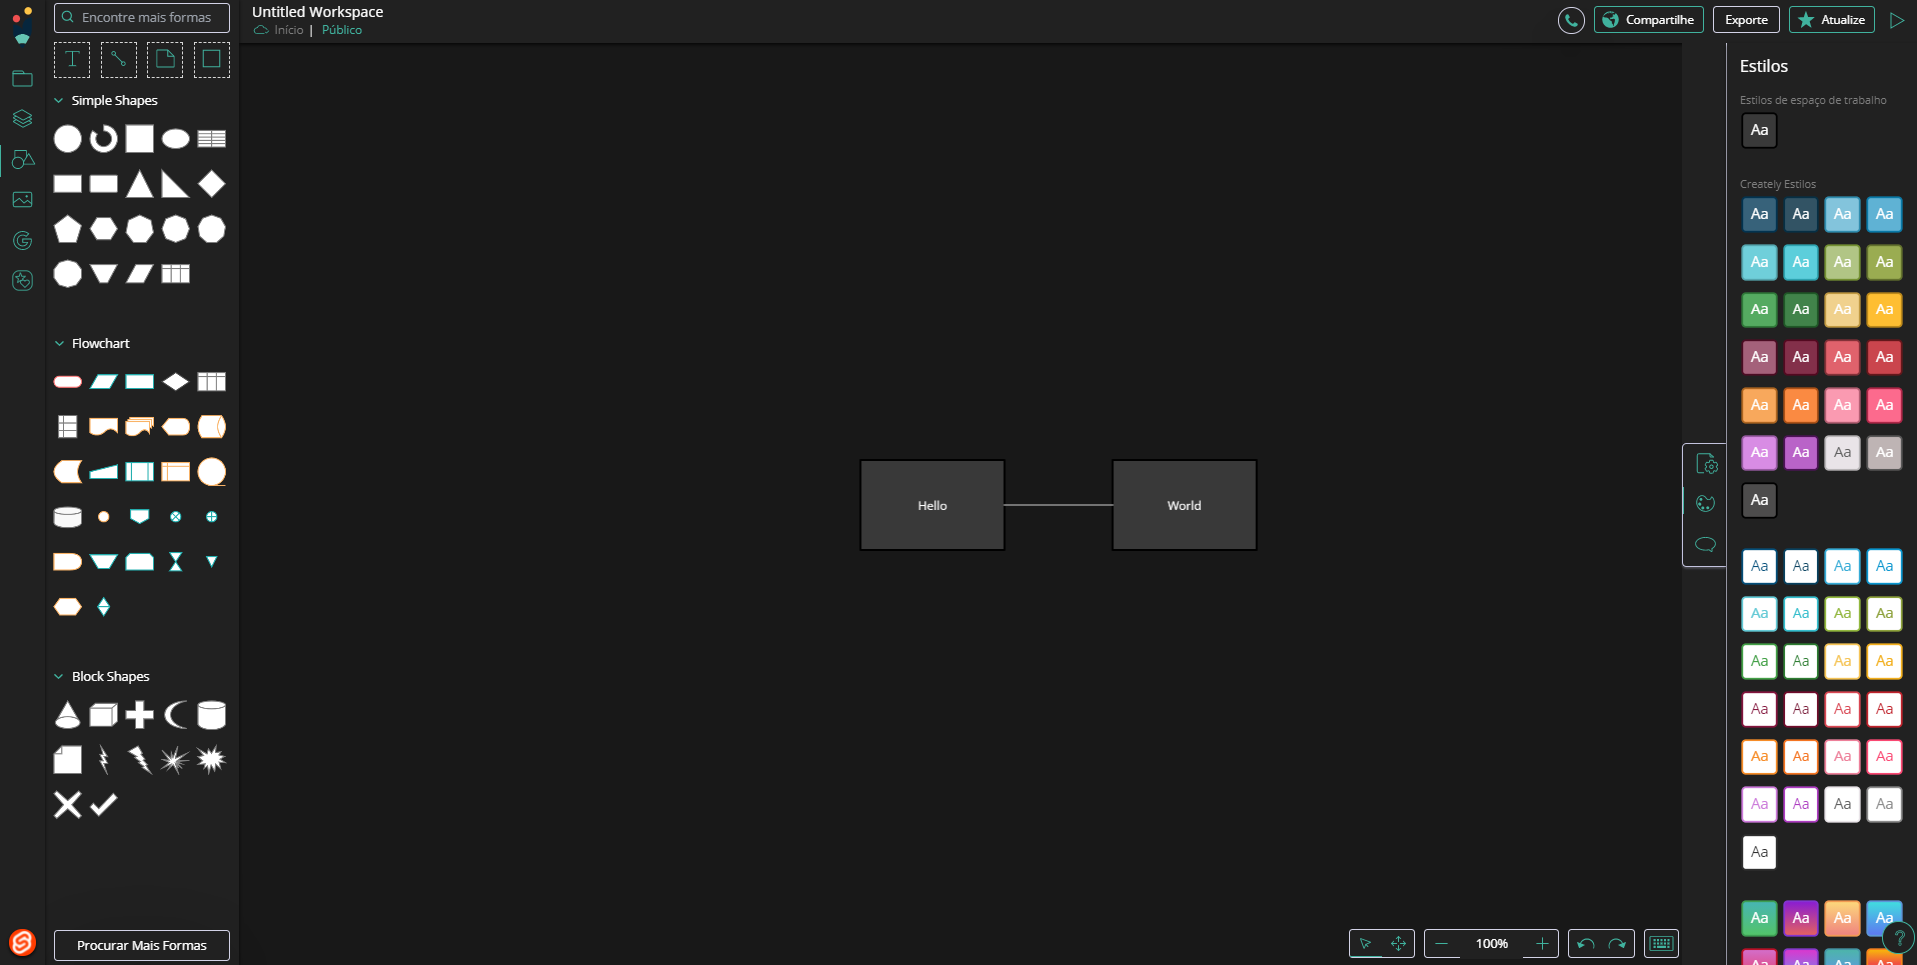 Encontre mais formas
T
Simple Shapes
Flowchart
Block Shapes
Procurar Mais Formas
Untitled Workspace
Início | Público
Compartilhe
Exporte
Atualize
Hello
World
100%
Estilos
Estilos de espaço de trabalho
Aa
Creately Estilos
Aa Aa Aa Aa
Aa Aa Aa Aa
Aa Aa Aa Aa
Aa Aa Aa Aa
Aa Aa Aa Aa
Aa Aa Aa Aa
Aa
Aa Aa Aa Aa
Aa Aa Aa Aa
Aa Aa Aa Aa
Aa Aa Aa Aa
Aa Aa Aa Aa
Aa Aa Aa Aa
Aa
Aa Aa Aa Aa
?
Aa Aa Aa Aa